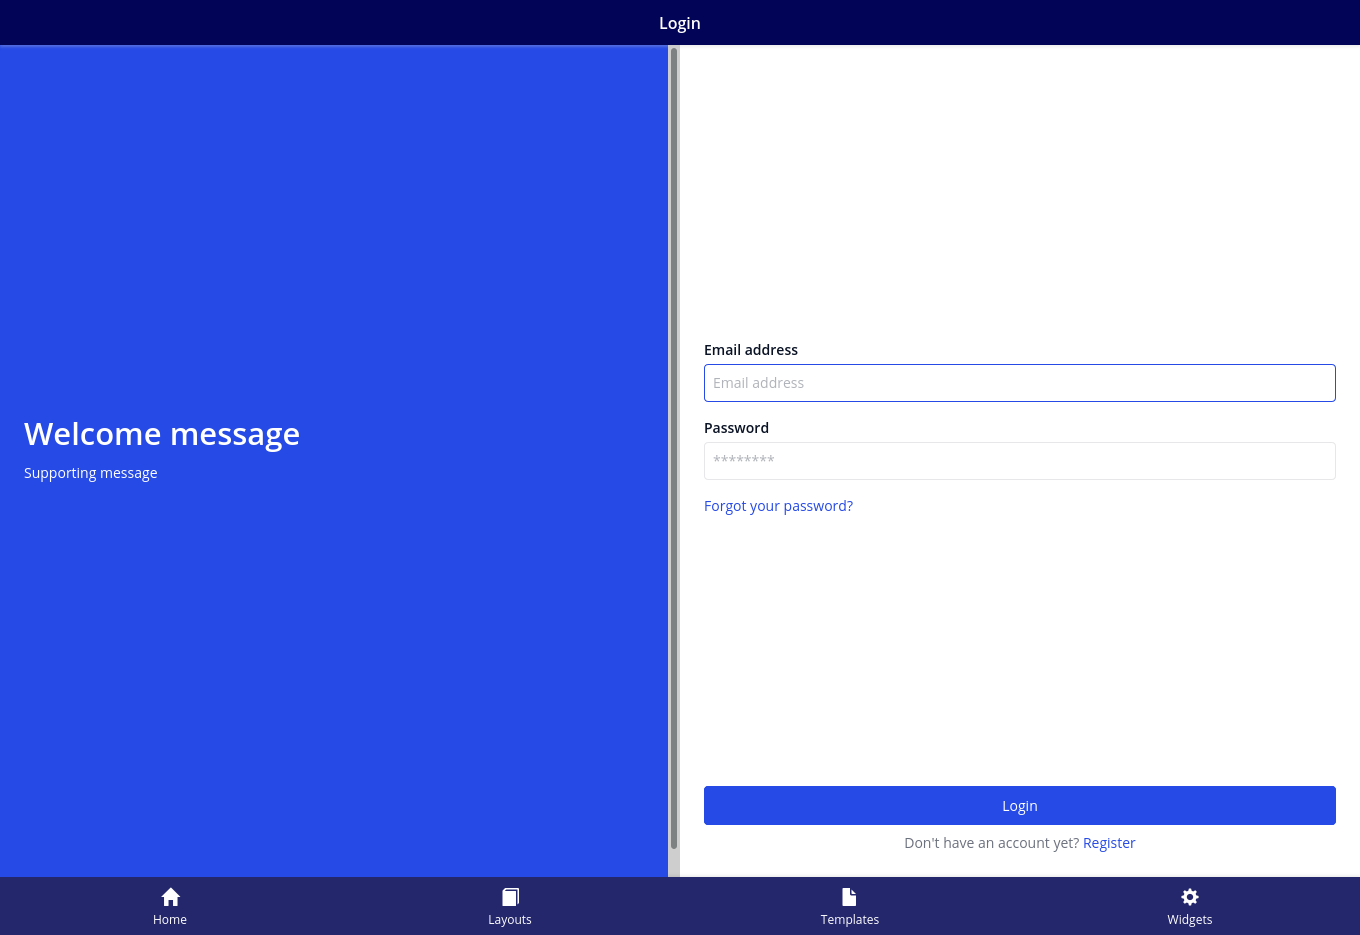 Login
Welcome message
Supporting message
Email address
Email address
Password
********
Forgot your password?
Login
Don't have an account yet? Register
Home
Layouts
Templates
Widgets